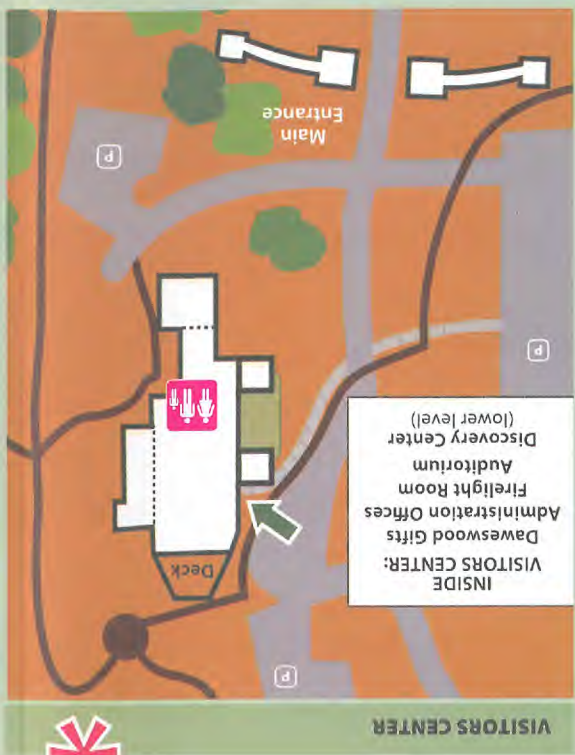 VISITORS CENTER
P
INSIDE
VISITORS CENTER:
Daweswood Gifts
Administration Offices
Firelight Room
Auditorium
Discovery Center
(lower level)
Deck
P
P
Main
Entrance